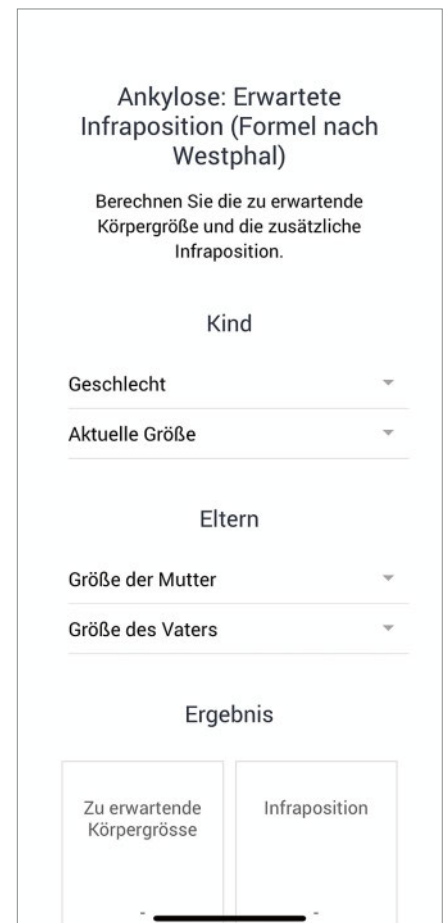 Ankylose: Erwartete
Infraposition (Formel nach
Westphal)
Berechnen Sie die zu erwartende
Körpergröße und die zusätzliche
Infraposition.
Kind
Geschlecht
Aktuelle Größe
Eltern
Größe der Mutter
Größe des Vaters
Ergebnis
Zu erwartende
Körpergrösse
-
Infraposition
-